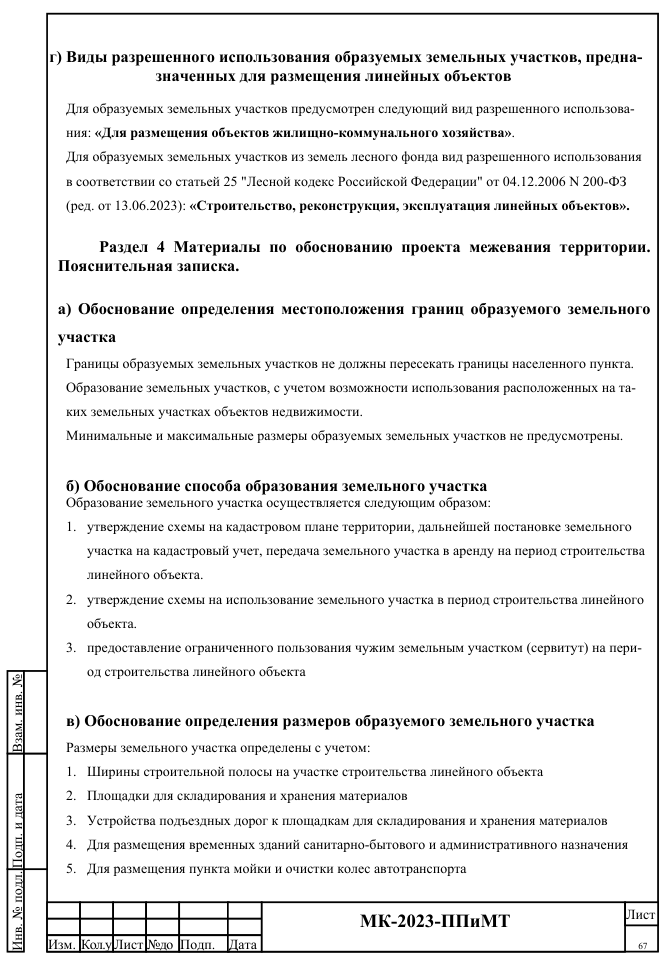 г) Виды разрешенного использования образуемых земельных участков, предна-
значенных для размещения линейных объектов
Для образуемых земельных участков предусмотрен следующий вид разрешенного использова-
ния: «Для размещения объектов жилищно-коммунального хозяйства».
Для образуемых земельных участков из земель лесного фонда вид разрешенного использования
в соответствии со статьей 25 "Лесной кодекс Российской Федерации" от 04.12.2006 N 200-ФЗ
(ред. от 13.06.2023): «Строительство, реконструкция, эксплуатация линейных объектов».
Раздел 4 Материалы по обоснованию проекта межевания территории.
Пояснительная записка.
а) Обоснование определения местоположения границ образуемого земельного
участка
Границы образуемых земельных участков не должны пересекать границы населенного пункта.
Образование земельных участков, с учетом возможности использования расположенных на та-
ких земельных участках объектов недвижимости.
Минимальные и максимальные размеры образуемых земельных участков не предусмотрены.
б) Обоснование способа образования земельного участка
Образование земельного участка осуществляется следующим образом:
1. утверждение схемы на кадастровом плане территории, дальнейшей постановке земельного
участка на кадастровый учет, передача земельного участка в аренду на период строительства
линейного объекта.
2. утверждение схемы на использование земельного участка в период строительства линейного
объекта.
3. предоставление ограниченного пользования чужим земельным участком (сервитут) на пери-
од строительства линейного объекта
в) Обоснование определения размеров образуемого земельного участка
Размеры земельного участка определены с учетом:
1. Ширины строительной полосы на участке строительства линейного объекта
2. Площадки для складирования и хранения материалов
3. Устройства подъездных дорог к площадкам для складирования и хранения материалов
4. Для размещения временных зданий санитарно-бытового и административного назначения
5. Для размещения пункта мойки и очистки колес автотранспорта
Взам. инв. №
Подп. и дата
Инв. № подл.
МК-2023-ППиМТ
Лист
67
Изм. Кол.у Лист №до Подп. Дата